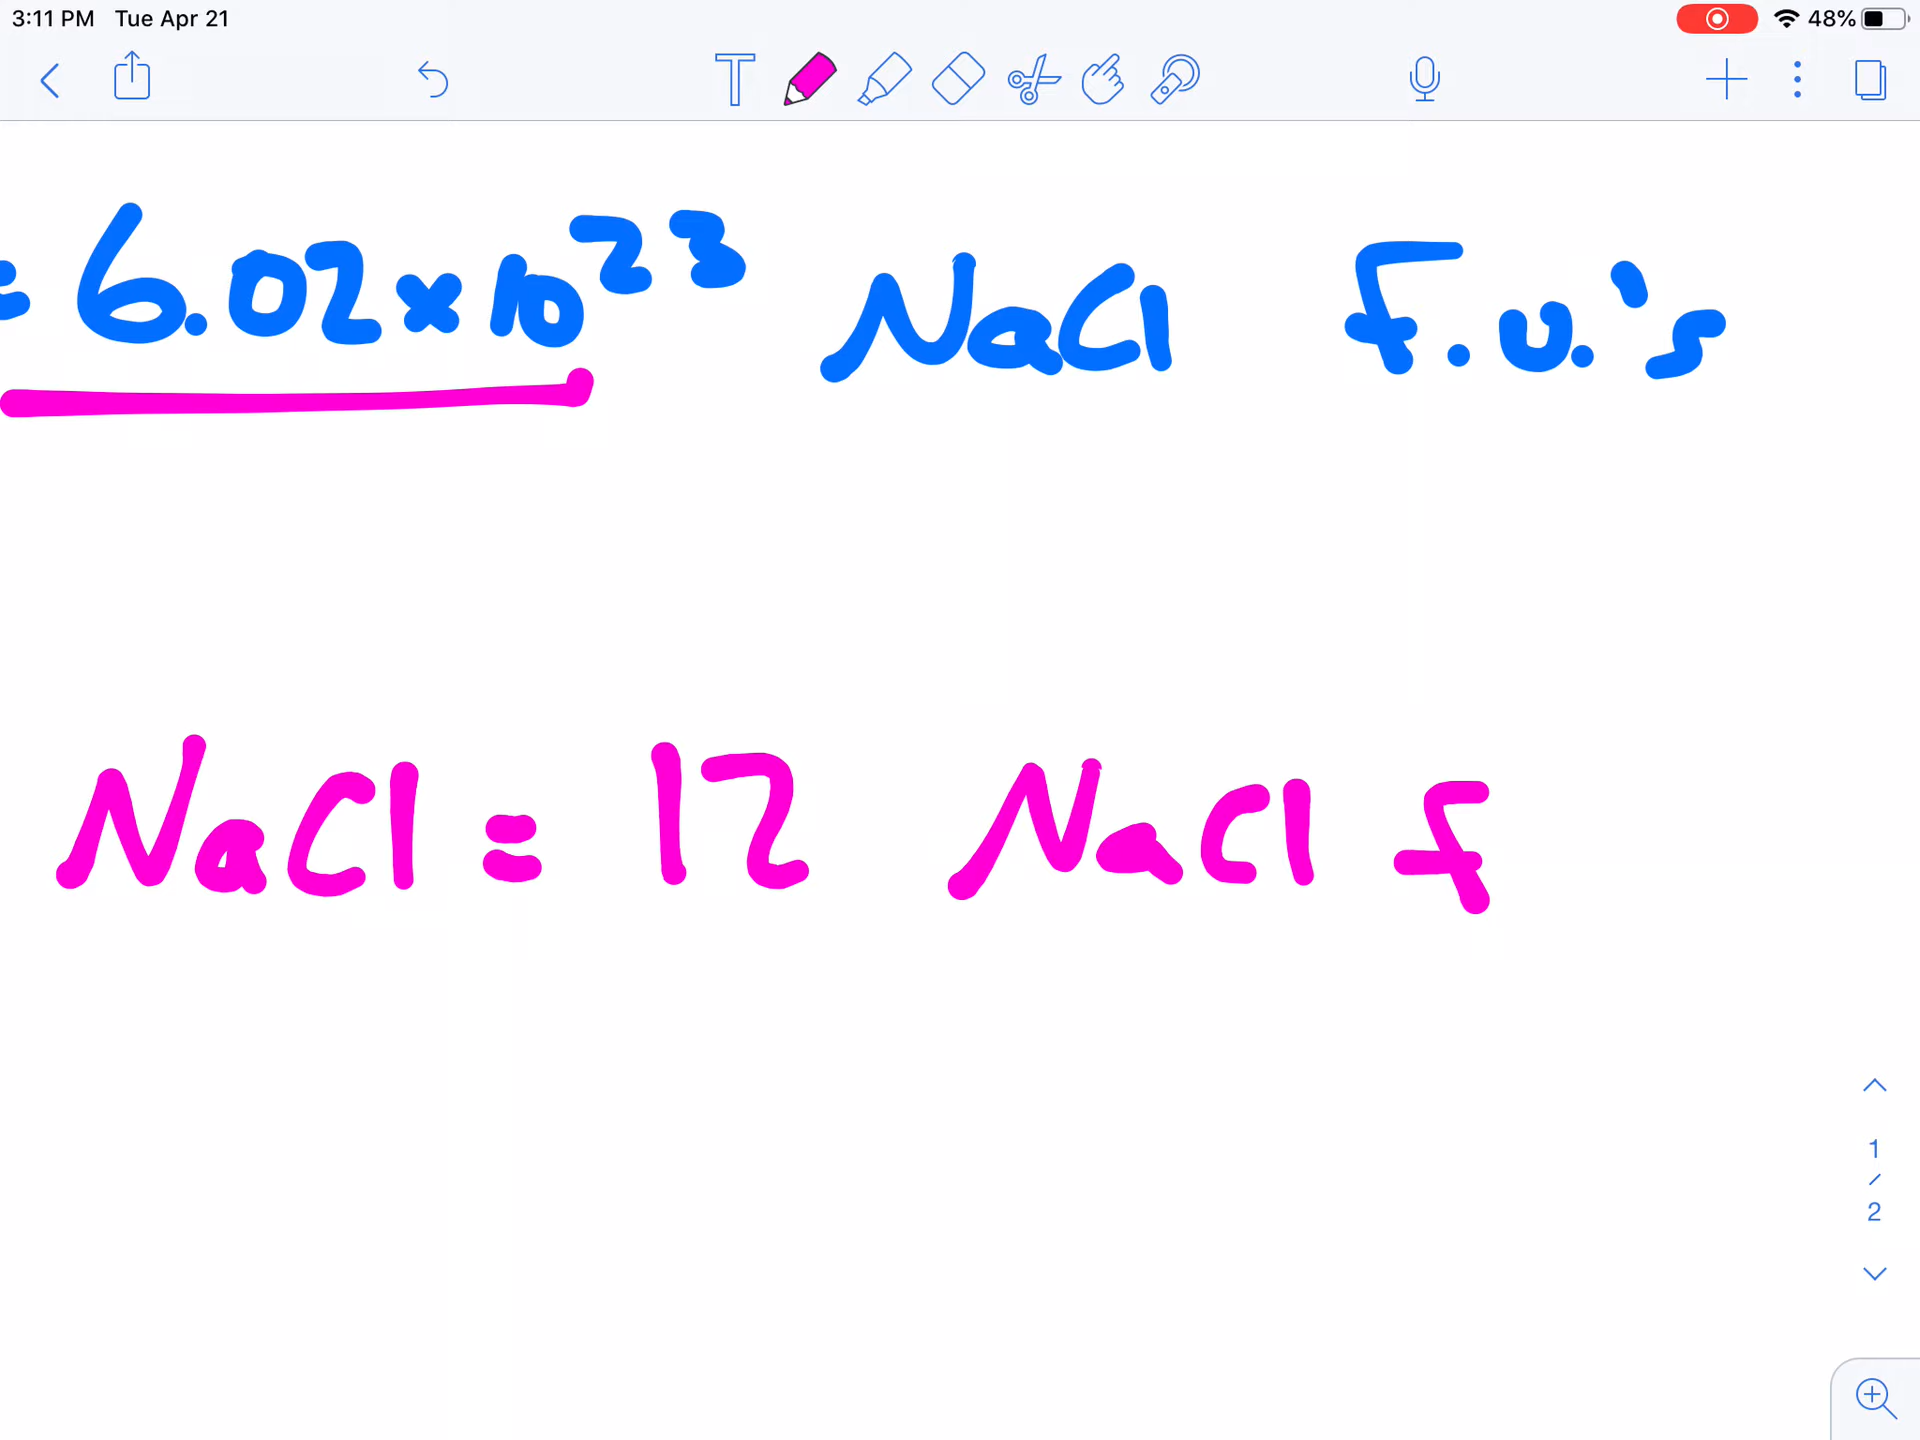 3:11 PM Tue Apr 21 48%
T
= 6.02×10²³ NaCl f.u.'s
NaCl = 12 NaCl f
1
/
2